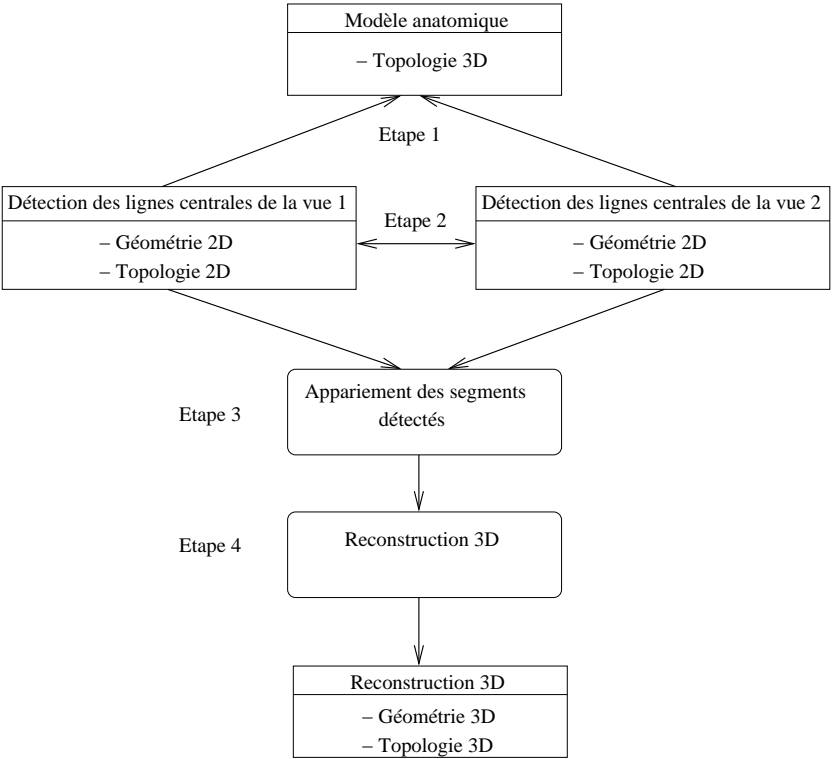 Modèle anatomique
– Topologie 3D
Etape 1
Détection des lignes centrales de la vue 1
– Géométrie 2D
– Topologie 2D
Etape 2
Détection des lignes centrales de la vue 2
– Géométrie 2D
– Topologie 2D
Etape 3
Appariement des segments
détectés
Etape 4
Reconstruction 3D
Reconstruction 3D
– Géométrie 3D
– Topologie 3D